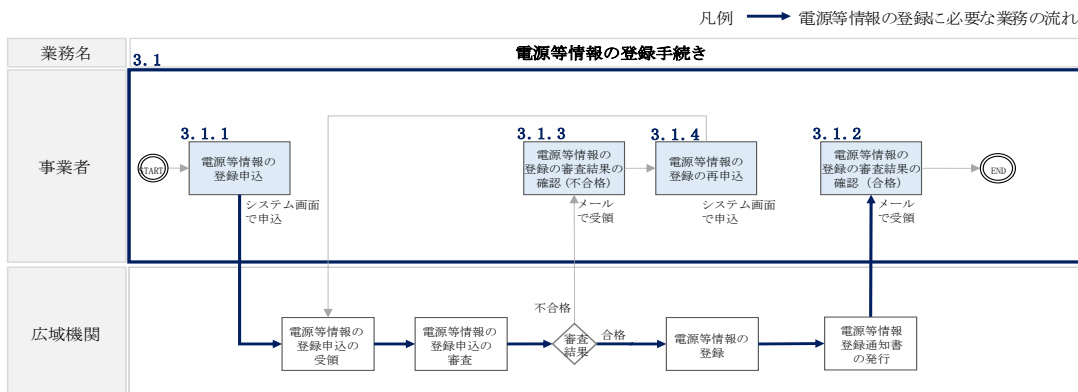 凡例 電源等情報の登録に必要な業務の流れ
業務名
電源等情報の登録手続き
3.1
事業者
START
3.1.1
電源等情報の
登録申込
システム画面
で申込
3.1.3
電源等情報の
登録の審査結果の
確認(不合格)
メール
で受領
3.1.4
電源等情報の
登録の再申込
システム画面
で申込
3.1.2
電源等情報の
登録の審査結果の
確認(合格)
メール
で受領
END
広域機関
電源等情報の
登録申込の
受領
電源等情報の
登録申込の
審査
不合格
審査
結果
合格
電源等情報の
登録
電源等情報
登録通知書
の発行